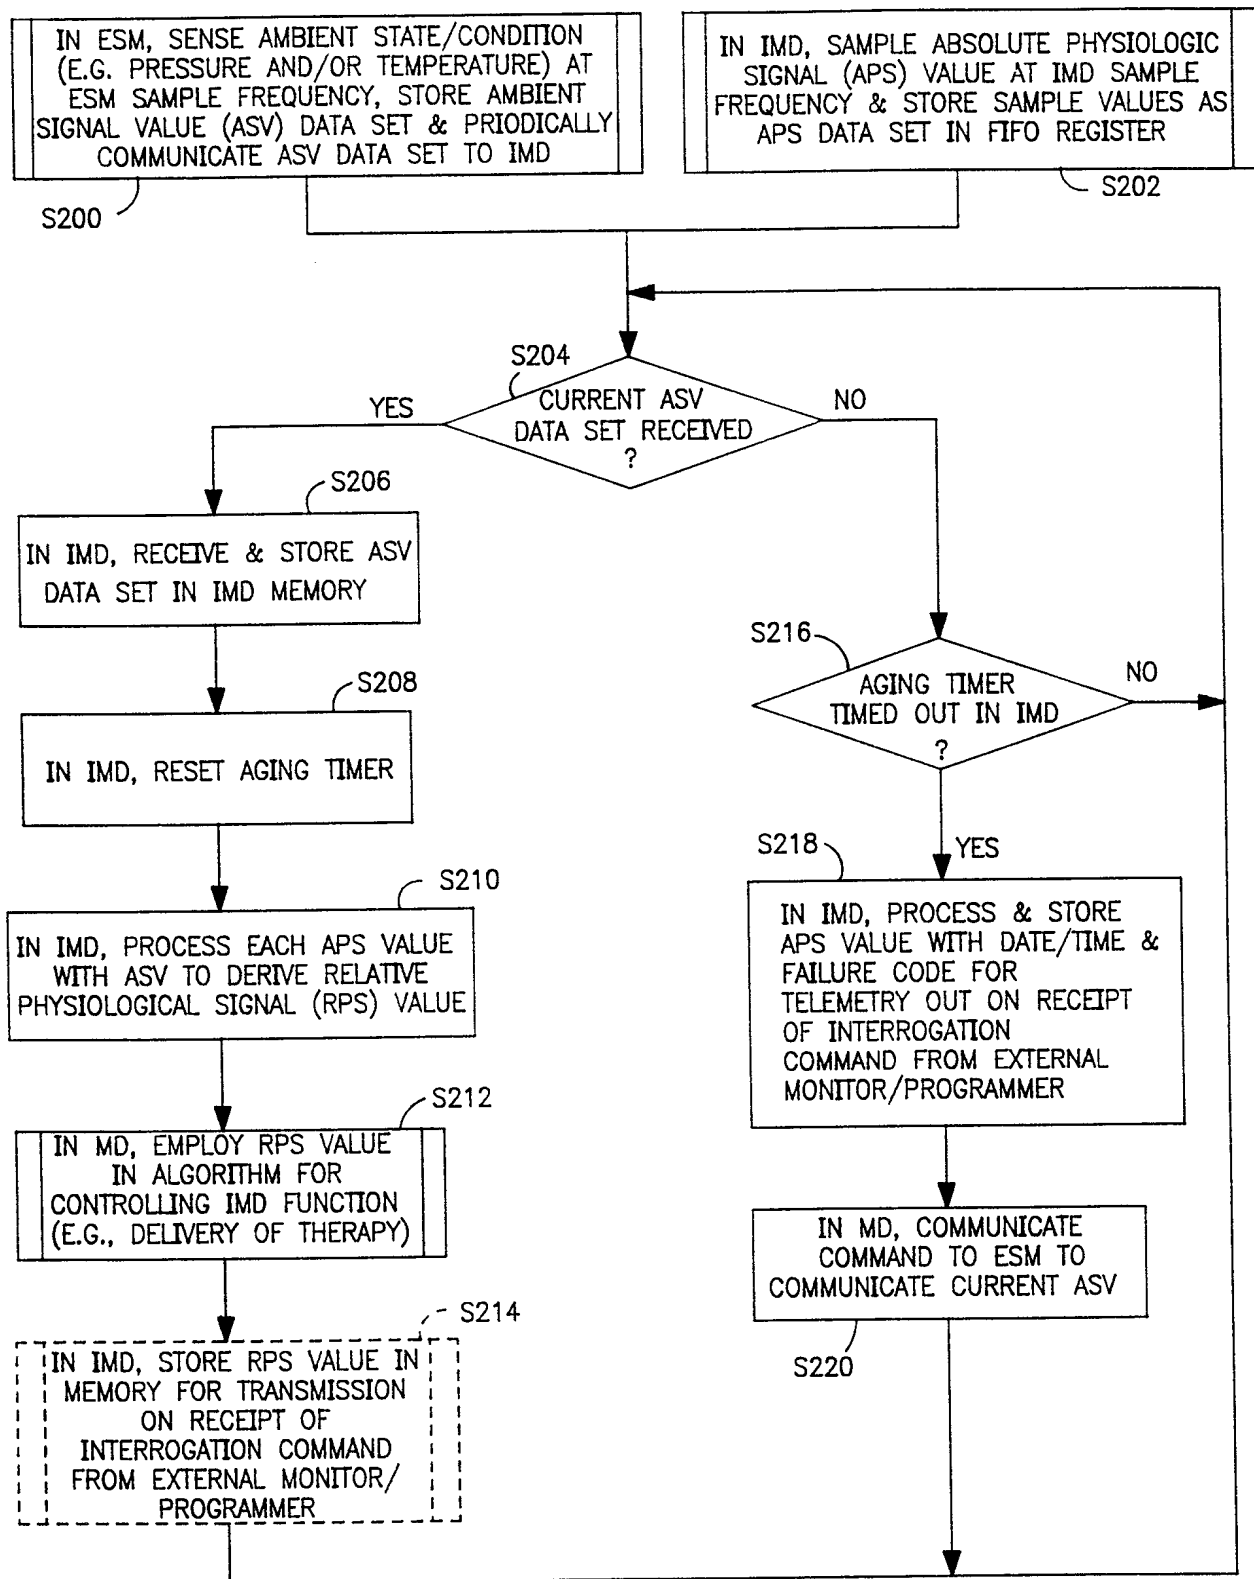 IN ESM, SENSE AMBIENT STATE/CONDITION
(E.G. PRESSURE AND/OR TEMPERATURE) AT
ESM SAMPLE FREQUENCY, STORE AMBIENT
SIGNAL VALUE (ASV) DATA SET & PRIODICALLY
COMMUNICATE ASV DATA SET TO IMD
S200
IN IMD, SAMPLE ABSOLUTE PHYSIOLOGIC
SIGNAL (APS) VALUE AT IMD SAMPLE
FREQUENCY & STORE SAMPLE VALUES AS
APS DATA SET IN FIFO REGISTER
S202
S204
CURRENT ASV
DATA SET RECEIVED
?
YES
NO
S206
IN IMD, RECEIVE & STORE ASV
DATA SET IN IMD MEMORY
S208
IN IMD, RESET AGING TIMER
S210
IN IMD, PROCESS EACH APS VALUE
WITH ASV TO DERIVE RELATIVE
PHYSIOLOGICAL SIGNAL (RPS) VALUE
S212
IN MD, EMPLOY RPS VALUE
IN ALGORITHM FOR
CONTROLLING IMD FUNCTION
(E.G., DELIVERY OF THERAPY)
S214
IN IMD, STORE RPS VALUE IN
MEMORY FOR TRANSMISSION
ON RECEIPT OF
INTERROGATION COMMAND
FROM EXTERNAL MONITOR/
PROGRAMMER
S216
AGING TIMER
TIMED OUT IN IMD
?
NO
YES
S218
IN IMD, PROCESS & STORE
APS VALUE WITH DATE/TIME &
FAILURE CODE FOR
TELEMETRY OUT ON RECEIPT
OF INTERROGATION
COMMAND FROM EXTERNAL
MONITOR/PROGRAMMER
IN MD, COMMUNICATE
COMMAND TO ESM TO
COMMUNICATE CURRENT ASV
S220